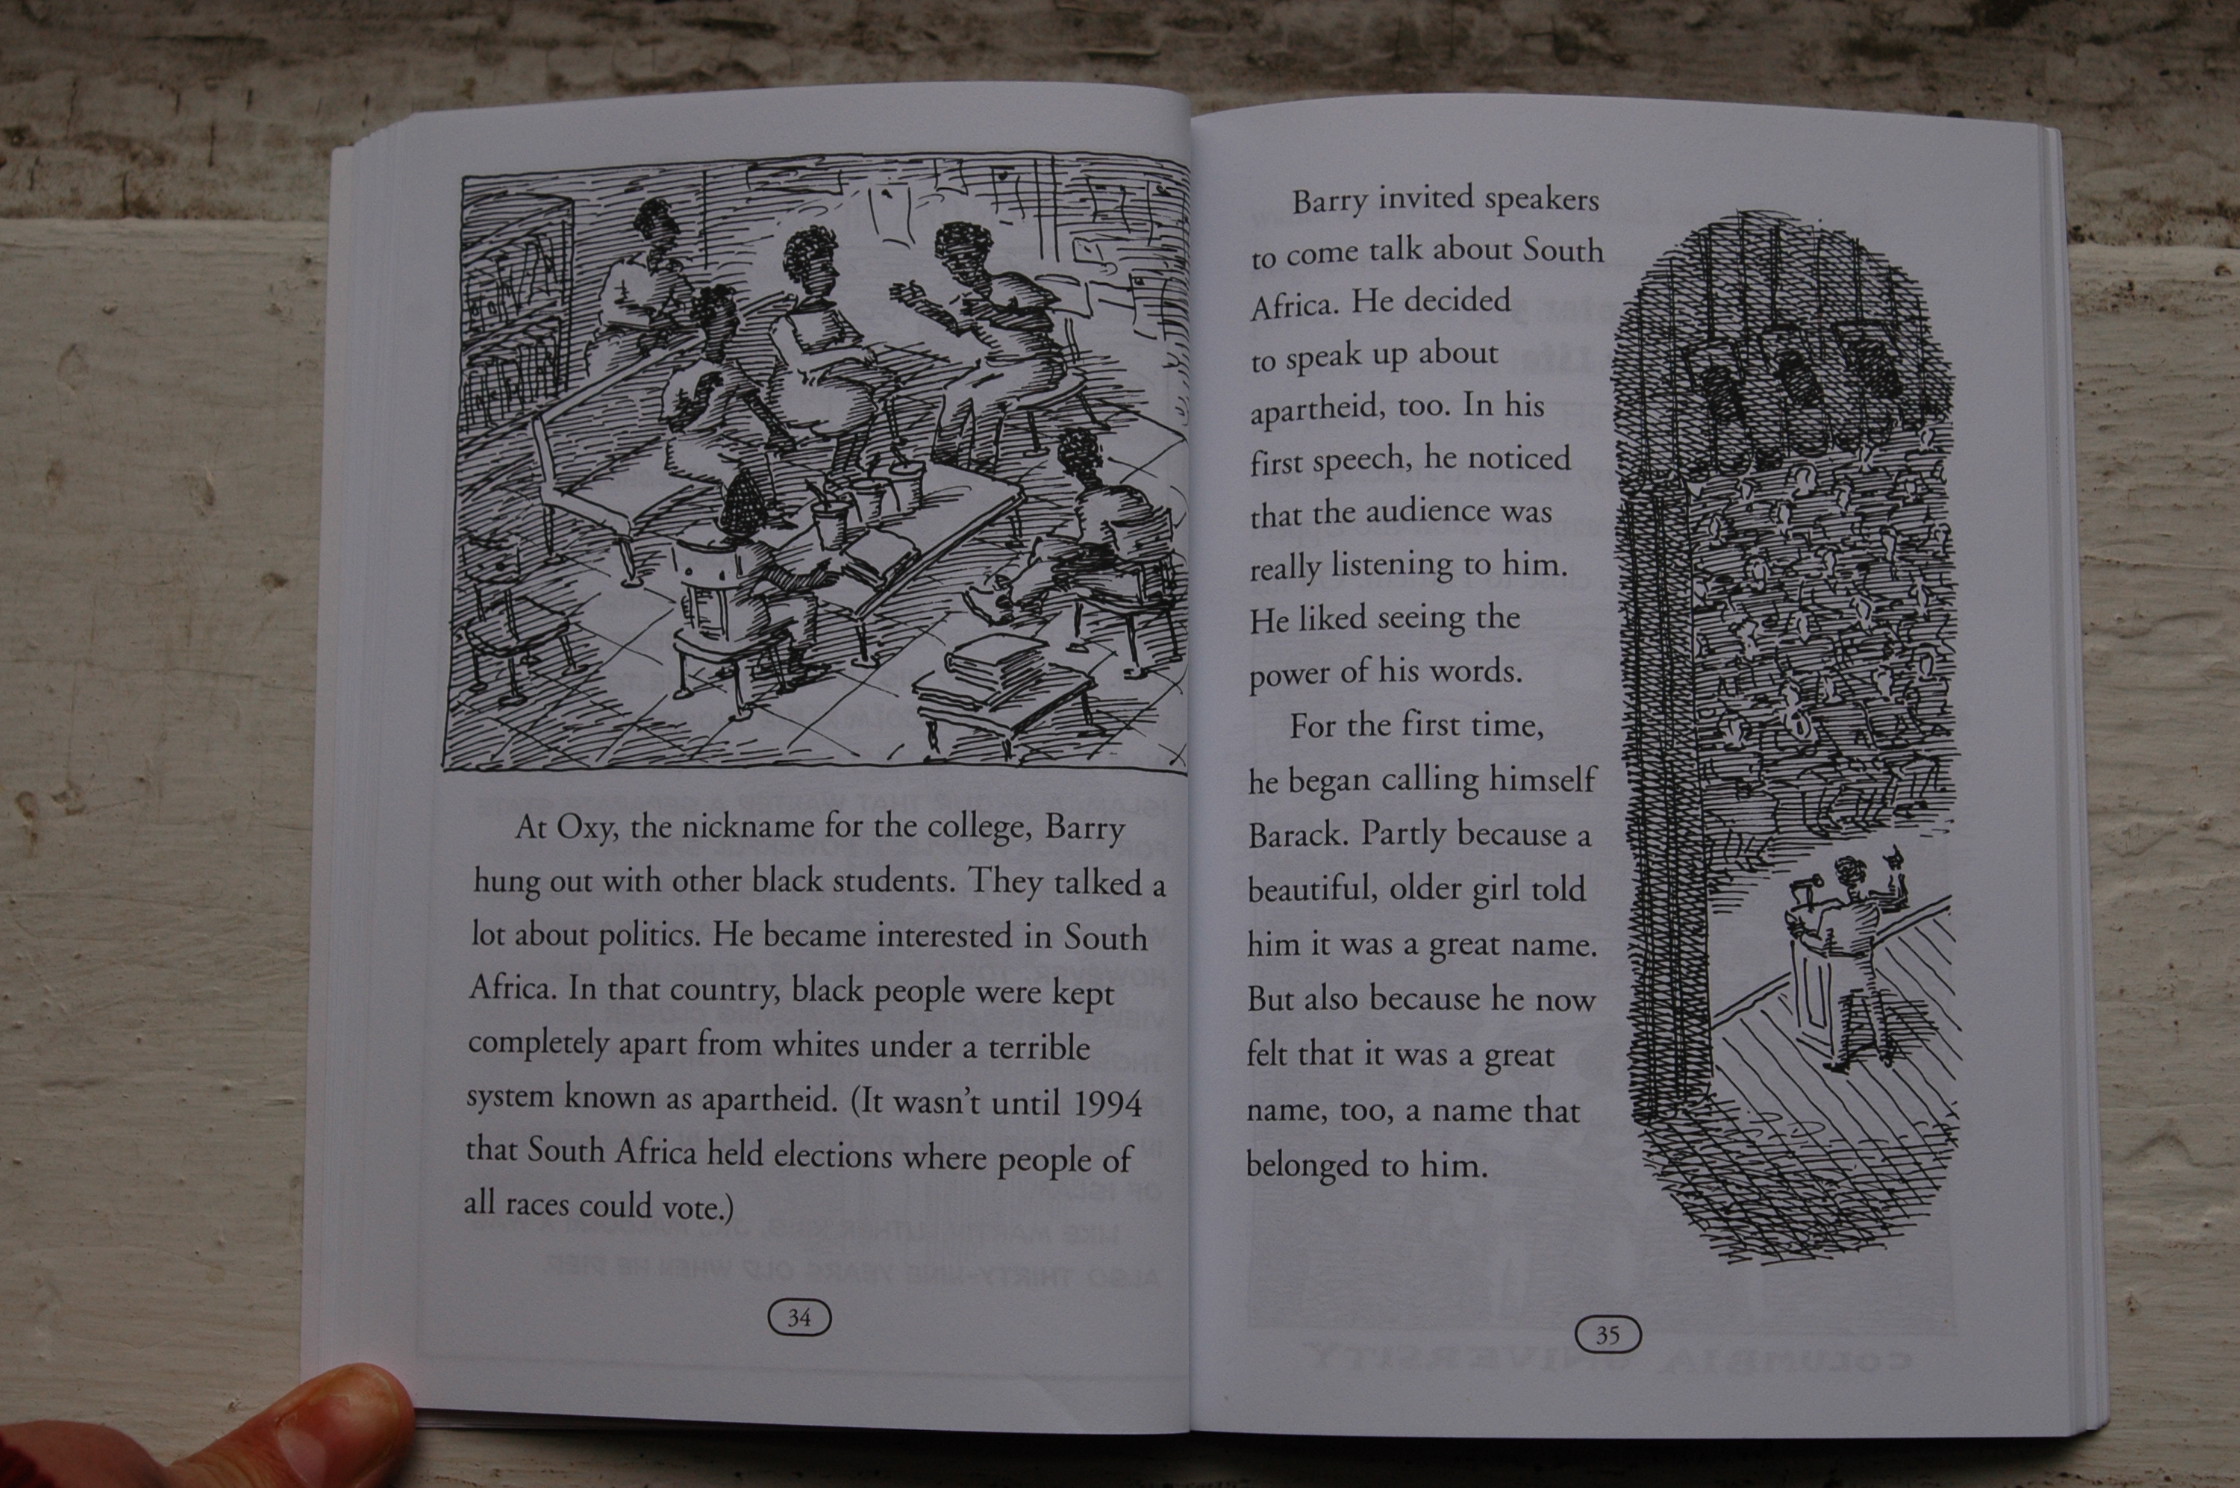 At Oxy, the nickname for the college, Barry
hung out with other black students. They talked a
lot about politics. He became interested in South
Africa. In that country, black people were kept
completely apart from whites under a terrible
system known as apartheid. (It wasn't until 1994
that South Africa held elections where people of
all races could vote.)
34
Barry invited speakers
to come talk about South
Africa. He decided
to speak up about
apartheid, too. In his
first speech, he noticed
that the audience was
really listening to him.
He liked seeing the
power of his words.
For the first time,
he began calling himself
Barack. Partly because a
beautiful, older girl told
him it was a great name.
But also because he now
felt that it was a great
name, too, a name that
belonged to him.
35
COLUMBIA UNIVERSITY